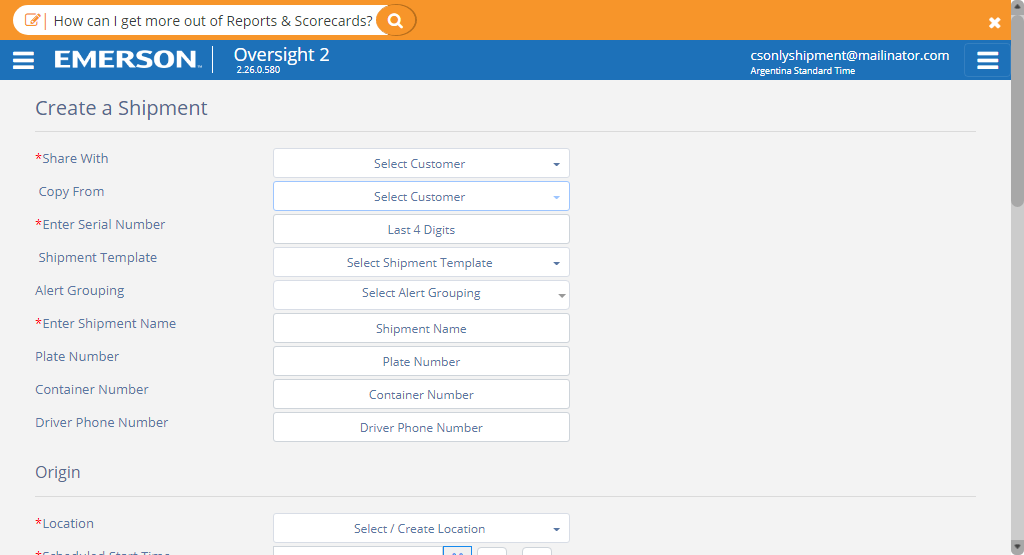 How can I get more out of Reports & Scorecards?
EMERSON
Oversight 2
2.26.0.580
csonlyshipment@mailinator.com
Argentina Standard Time
Create a Shipment
*Share With
Select Customer
Copy From
Select Customer
*Enter Serial Number
Last 4 Digits
Shipment Template
Select Shipment Template
Alert Grouping
Select Alert Grouping
*Enter Shipment Name
Shipment Name
Plate Number
Plate Number
Container Number
Container Number
Driver Phone Number
Driver Phone Number
Origin
*Location
Select / Create Location
*Scheduled Start Time